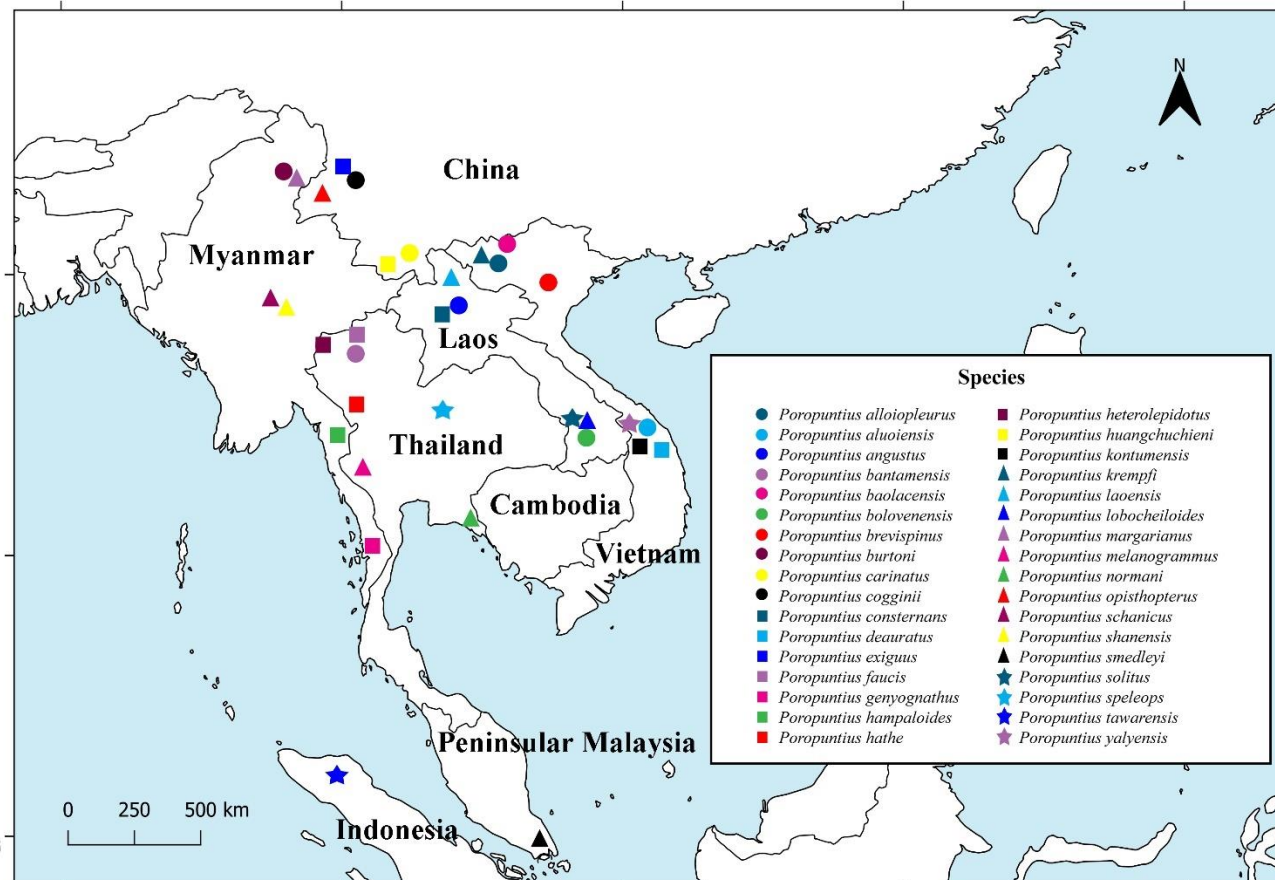 N
China
Myanmar
Laos
Thailand
Cambodia
Vietnam
Peninsular Malaysia
Indonesia
0 250 500 km
Species
Poropuntius alloiopleurus
Poropuntius aluoiensis
Poropuntius angustus
Poropuntius bantamensis
Poropuntius baolacensis
Poropuntius bolovenensis
Poropuntius brevispinus
Poropuntius burtoni
Poropuntius carinatus
Poropuntius cogginii
Poropuntius consternans
Poropuntius deauratus
Poropuntius exiguus
Poropuntius faucis
Poropuntius genyognathus
Poropuntius hampaloides
Poropuntius hathe
Poropuntius heterolepidotus
Poropuntius huangchuchieni
Poropuntius kontumensis
Poropuntius krempfi
Poropuntius laoensis
Poropuntius lobocheiloides
Poropuntius margarianus
Poropuntius melanogrammus
Poropuntius normani
Poropuntius opisthopterus
Poropuntius schanicus
Poropuntius shanensis
Poropuntius smedleyi
Poropuntius solitus
Poropuntius speleops
Poropuntius tawarensis
Poropuntius yalyensis